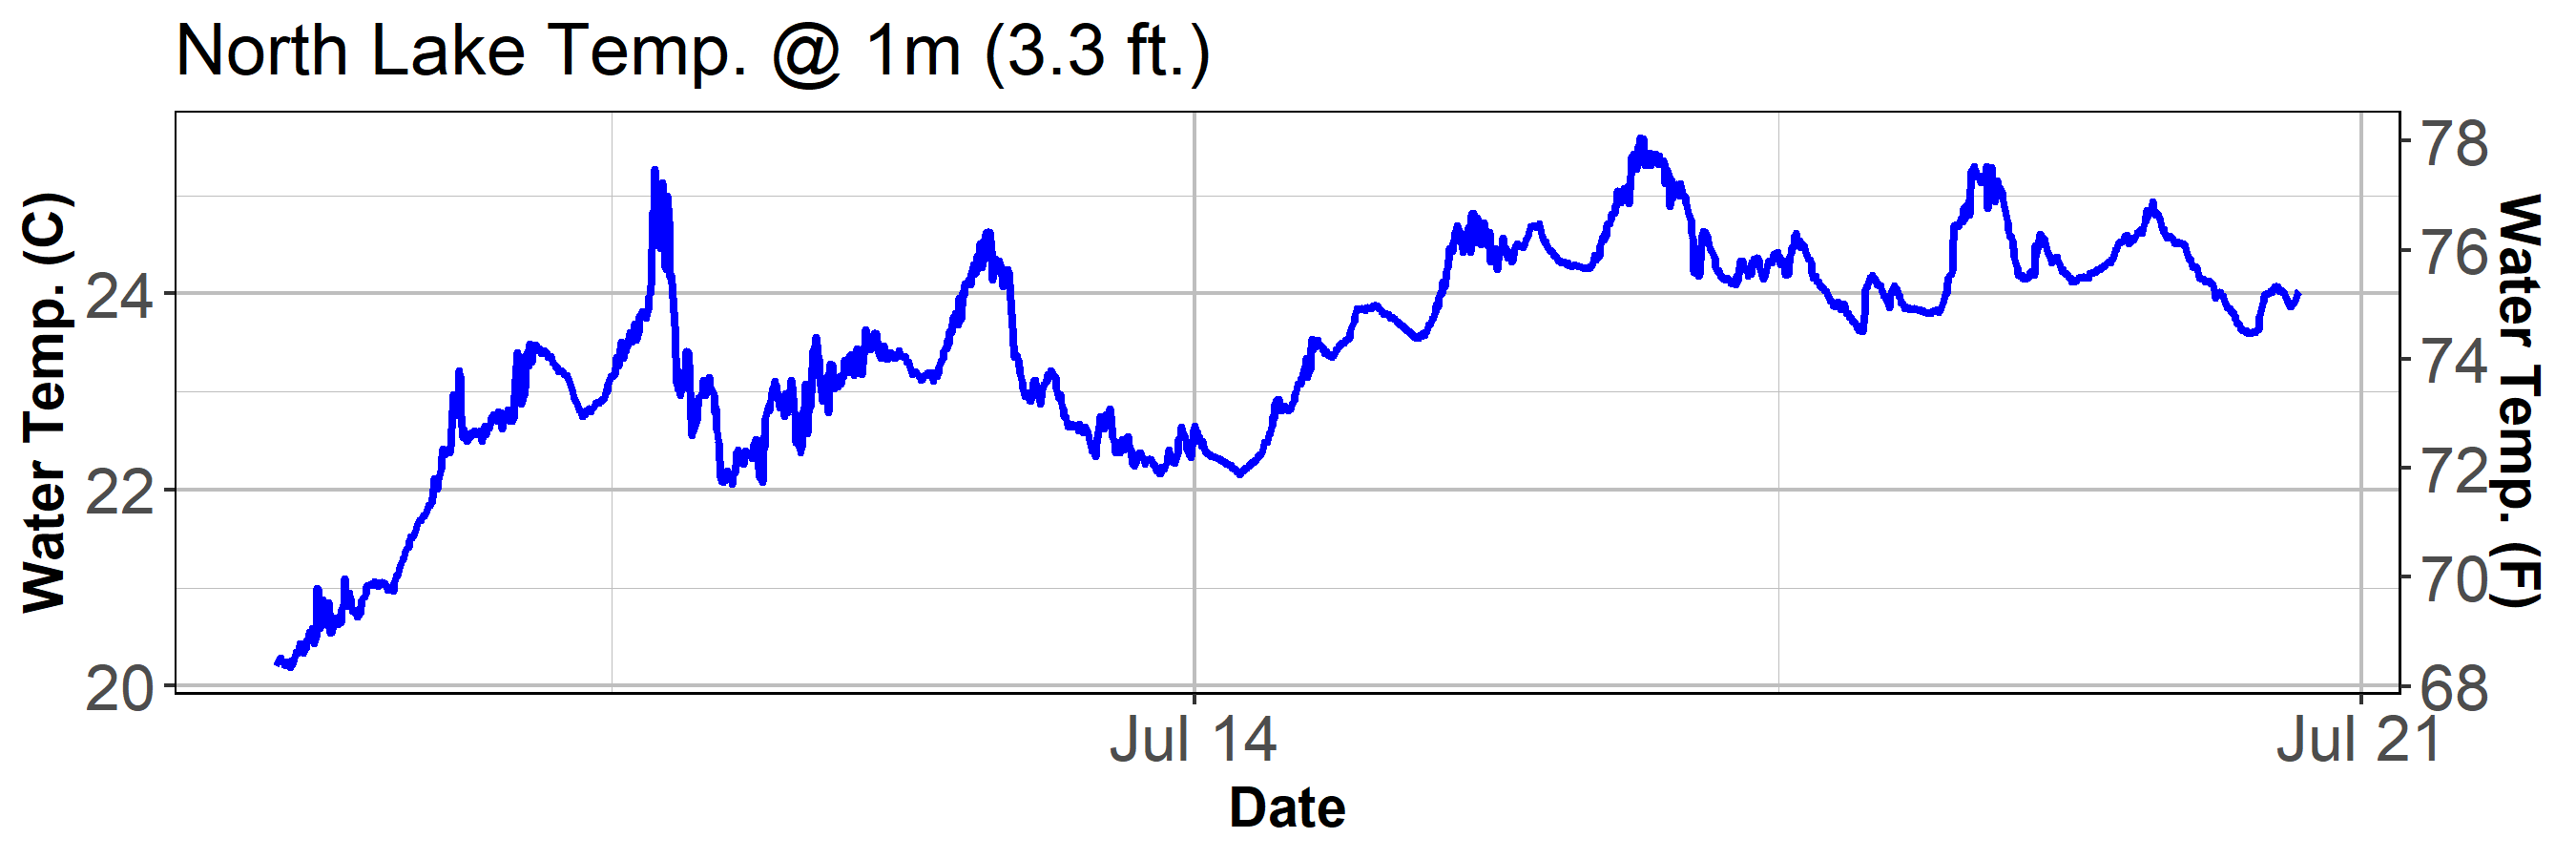 North Lake Temp. @ 1m (3.3 ft.)
Water Temp. (C)
24
22
20
78
76
74
72
70
68
Water Temp. (F)
Jul 14
Jul 21
Date